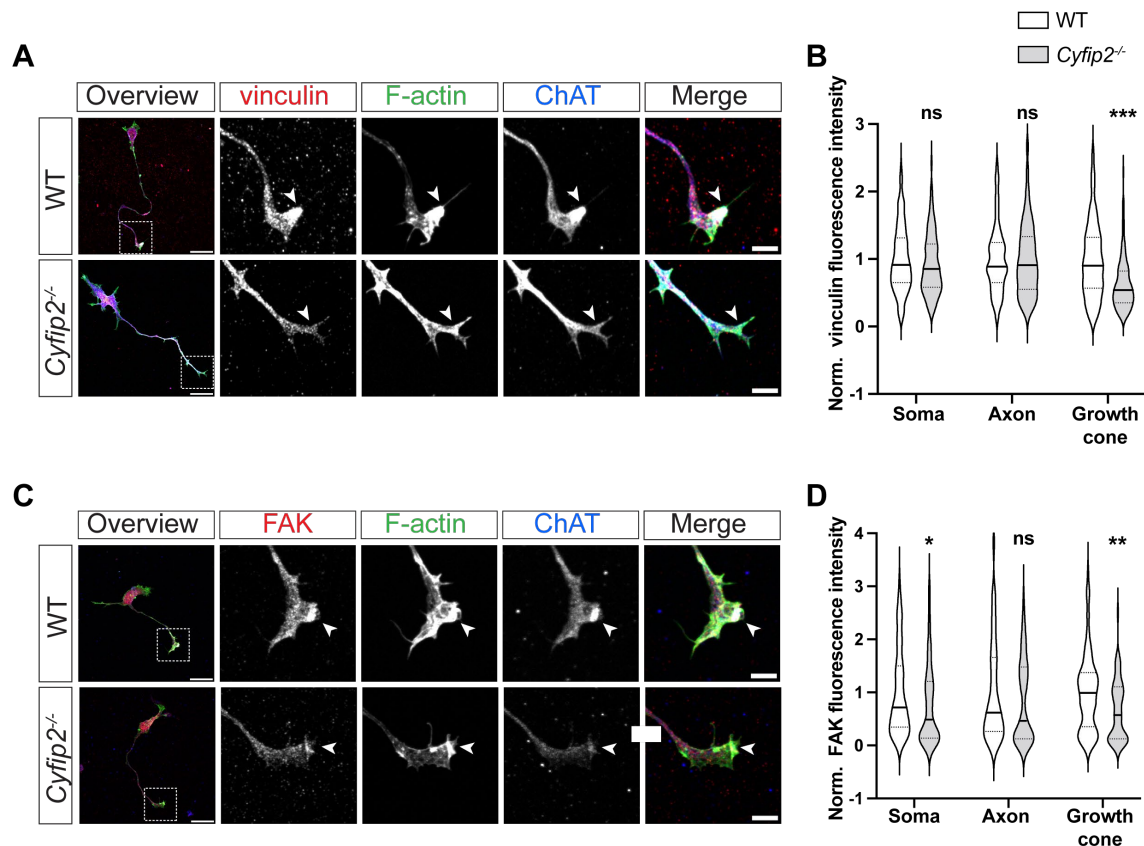 WT
Cyfip2-/-
A
B
Overview vinculin F-actin ChAT Merge
WT
Cyfip2-/-
Norm. vinculin fluorescence intensity
3
2
1
0
-1
ns ns ***
Soma Axon Growth cone
C
D
Overview FAK F-actin ChAT Merge
WT
Cyfip2-/-
Norm. FAK fluorescence intensity
4
3
2
1
0
-1
* ns **
Soma Axon Growth cone